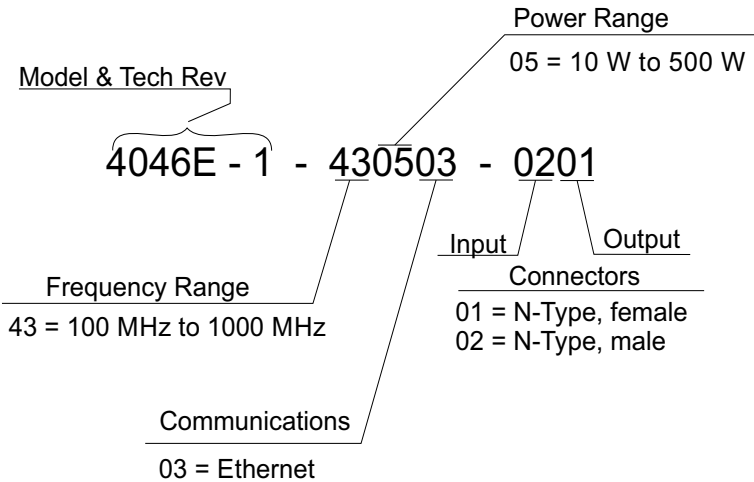 Power Range
05 = 10 W to 500 W
Model & Tech Rev
4046E - 1 - 430503 - 0201
Input
Output
Connectors
01 = N-Type, female
02 = N-Type, male
Frequency Range
43 = 100 MHz to 1000 MHz
Communications
03 = Ethernet